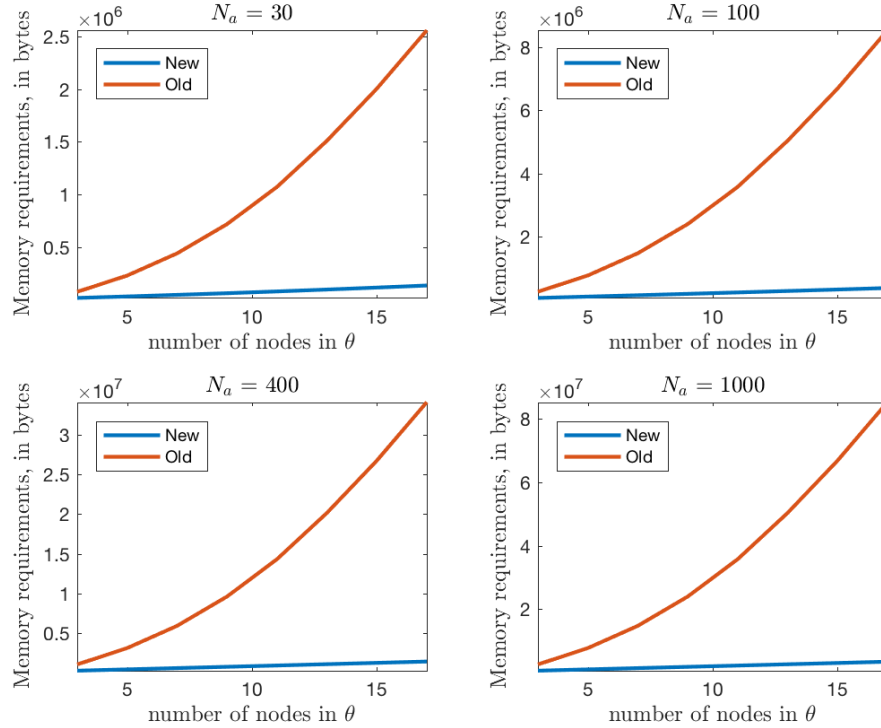 N_a = 30
×10^6
Memory requirements, in bytes
2.5
2
1.5
1
0.5
New
Old
5
10
15
number of nodes in θ
N_a = 100
×10^6
Memory requirements, in bytes
8
6
4
2
New
Old
5
10
15
number of nodes in θ
N_a = 400
×10^7
Memory requirements, in bytes
3
2.5
2
1.5
1
0.5
New
Old
5
10
15
number of nodes in θ
N_a = 1000
×10^7
Memory requirements, in bytes
8
6
4
2
New
Old
5
10
15
number of nodes in θ